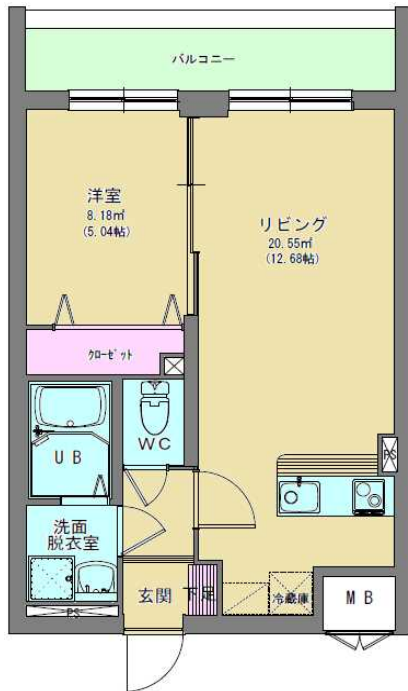 バルコニー
洋室
8.18㎡
(5.04帖)
リビング
20.55㎡
(12.68帖)
クローゼット
WC
UB
PS
洗面
脱衣室
玄関
下足
冷蔵庫
MB
PS